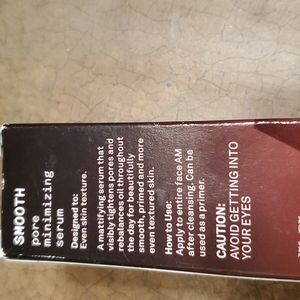 SMOOTH
pore
minimizing
serum
Designed to:
Even skin texture.
A mattifying serum that
visibly tightens pores and
rebalances oil throughout
the day for beautifully
smooth, primed and more
even textured skin.
How to Use:
Apply to entire face AM
after cleansing. Can be
used as a primer.
CAUTION:
AVOID GETTING INTO
YOUR EYES